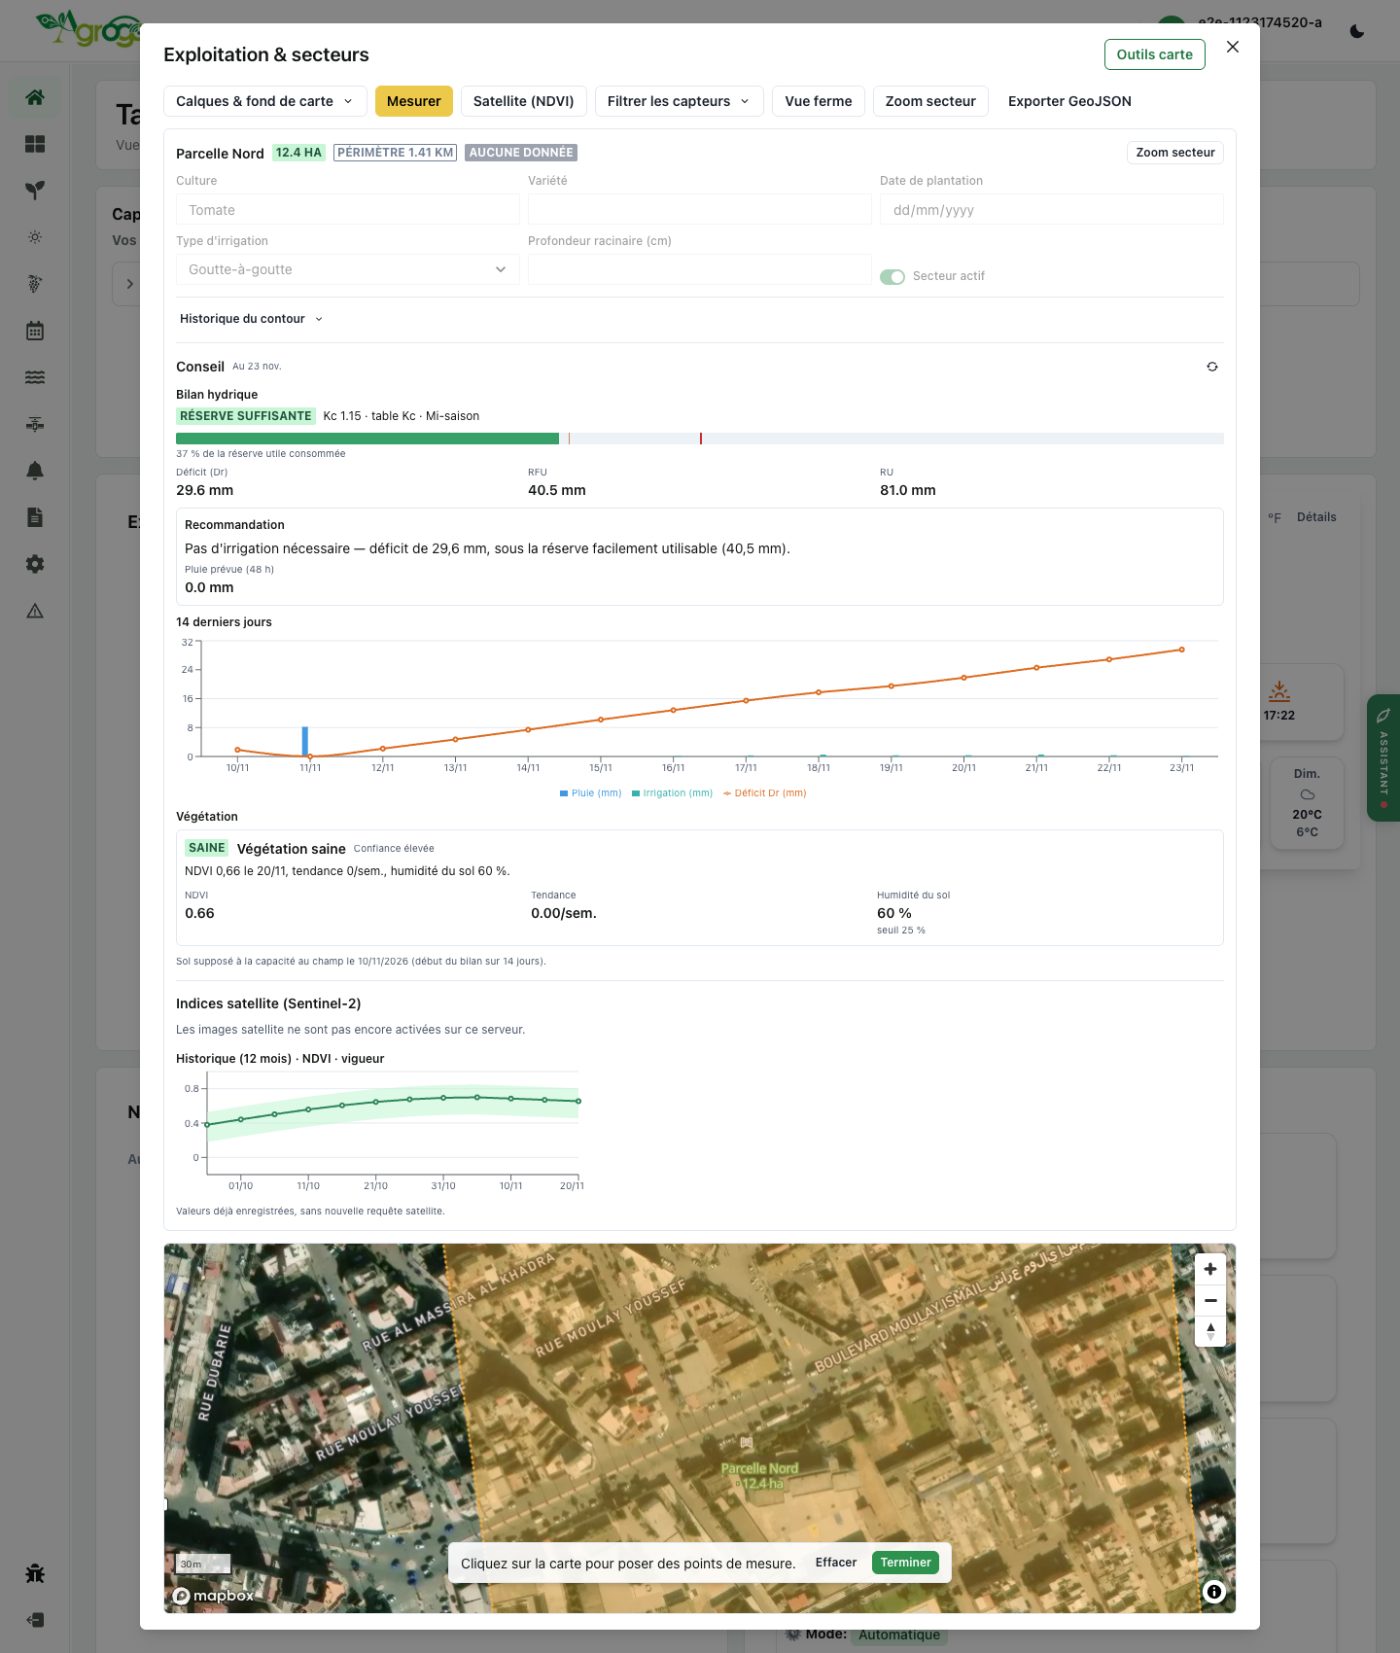 e2e-1123174520-a
Exploitation & secteurs
Outils carte
Calques & fond de carte
Mesurer
Satellite (NDVI)
Filtrer les capteurs
Vue ferme
Zoom secteur
Exporter GeoJSON
Parcelle Nord
12.4 HA
PÉRIMÈTRE 1.41 KM
AUCUNE DONNÉE
Zoom secteur
Culture
Variété
Date de plantation
Tomate
dd/mm/yyyy
Type d'irrigation
Profondeur racinaire (cm)
Goutte-à-goutte
Secteur actif
Historique du contour
Conseil
Au 23 nov.
Bilan hydrique
RÉSERVE SUFFISANTE
Kc 1.15 · table Kc · Mi-saison
37 % de la réserve utile consommée
Déficit (Dr)
RFU
RU
29.6 mm
40.5 mm
81.0 mm
Recommandation
Pas d'irrigation nécessaire — déficit de 29,6 mm, sous la réserve facilement utilisable (40,5 mm).
Pluie prévue (48 h)
0.0 mm
14 derniers jours
32
24
16
8
0
10/11
11/11
12/11
13/11
14/11
15/11
16/11
17/11
18/11
19/11
20/11
21/11
22/11
23/11
Pluie (mm)
Irrigation (mm)
Déficit Dr (mm)
Végétation
SAINE
Végétation saine
Confiance élevée
NDVI 0,66 le 20/11, tendance 0/sem., humidité du sol 60 %.
NDVI
Tendance
Humidité du sol
0.66
0.00/sem.
60 %
seuil 25 %
Sol supposé à la capacité au champ le 10/11/2026 (début du bilan sur 14 jours).
Indices satellite (Sentinel-2)
Les images satellite ne sont pas encore activées sur ce serveur.
Historique (12 mois) · NDVI · vigueur
0.8
0.4
0
01/10
11/10
21/10
31/10
10/11
20/11
Valeurs déjà enregistrées, sans nouvelle requête satellite.
RUE AL MASSIRA AL KHADRA
RUE MOULAY YOUSSEF
BOULEVARD MOULAY ISMAIL
RUE DUBARIE
RUE MOULAY YOUSSEF
Parcelle Nord
12.4 ha
Cliquez sur la carte pour poser des points de mesure.
Effacer
Terminer
30m
mapbox
°F
Détails
17:22
ASSISTANT
Dim.
20°C
6°C
Mode:
Automatique